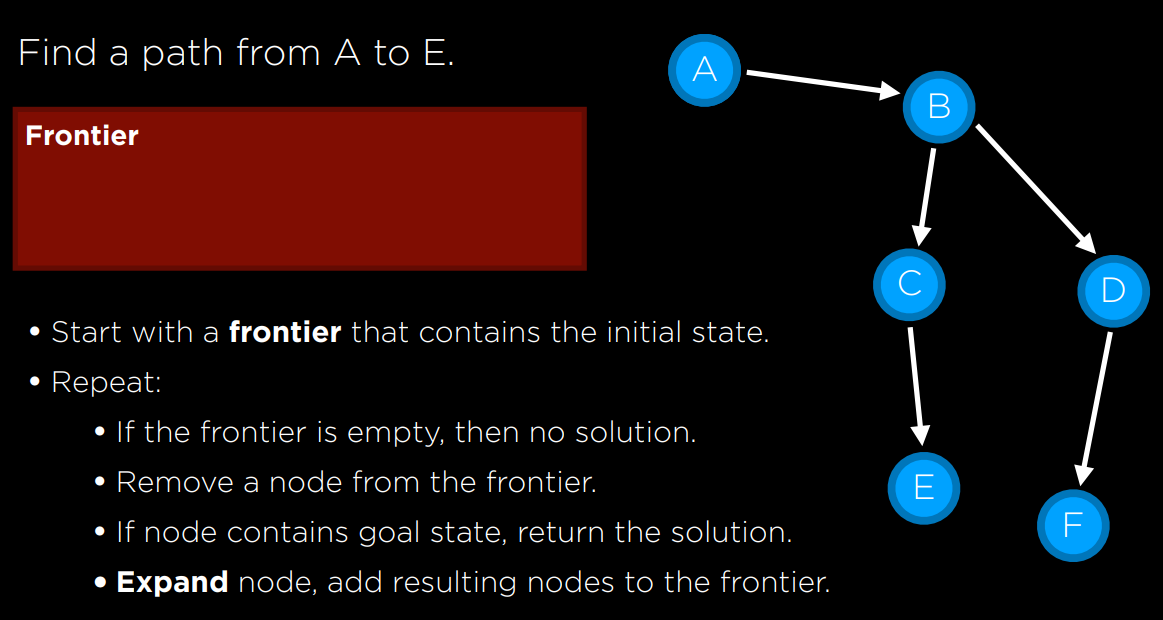 Find a path from A to E.
Frontier
• Start with a frontier that contains the initial state.
• Repeat:
• If the frontier is empty, then no solution.
• Remove a node from the frontier.
• If node contains goal state, return the solution.
• Expand node, add resulting nodes to the frontier.
A
B
C
D
E
F